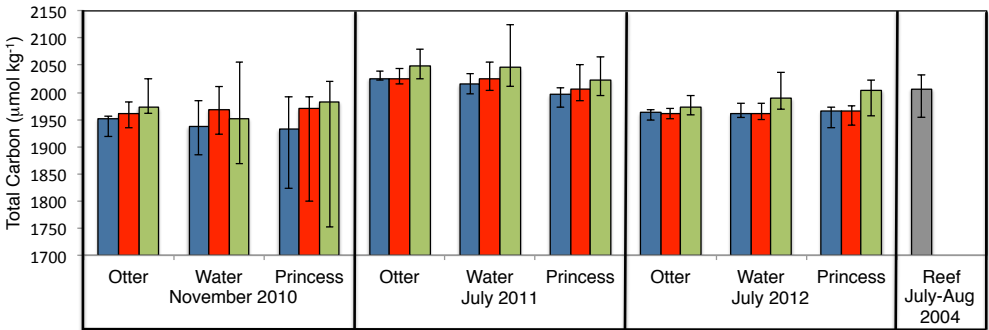 Total Carbon (μmol kg⁻¹)
2150
2100
2050
2000
1950
1900
1850
1800
1750
1700
Otter Water Princess
November 2010
Otter Water Princess
July 2011
Otter Water Princess
July 2012
Reef
July-Aug
2004